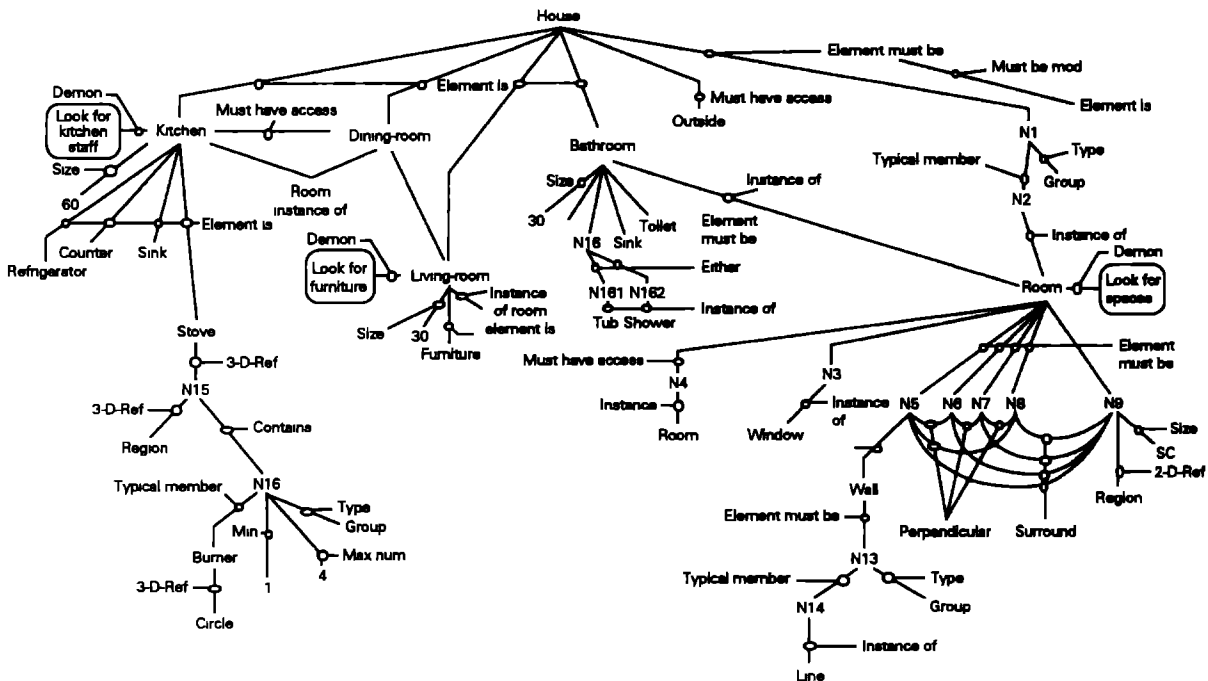 House
Element must be
Must be mod
Element is
Element is
Demon
Look for
kitchen
staff
Kitchen
Must have access
Dining-room
Must have access
Outside
Bathroom
N1
Type
Group
Typical member
N2
Size
60
Room
instance of
Size
30
Instance of
Element
must be
Toilet
Sink
N16
Instance of
Element is
Refrigerator
Counter
Sink
Demon
Look for
furniture
Living-room
Instance
of room
element is
Size
30
Furniture
Either
N161
N162
Instance of
Tub
Shower
Room
Demon
Look for
spaces
Stove
3-D-Ref
N15
3-D-Ref
Region
Contains
Must have access
N4
Instance
Room
N3
Instance
of
Window
Element
must be
N5
N6
N7
N8
N9
Size
SC
2-D-Ref
Region
Typical member
N16
Type
Group
Min
Max num
Burner
1
4
3-D-Ref
Circle
Wall
Perpendicular
Surround
Element must be
N13
Typical member
Type
Group
N14
Instance of
Line